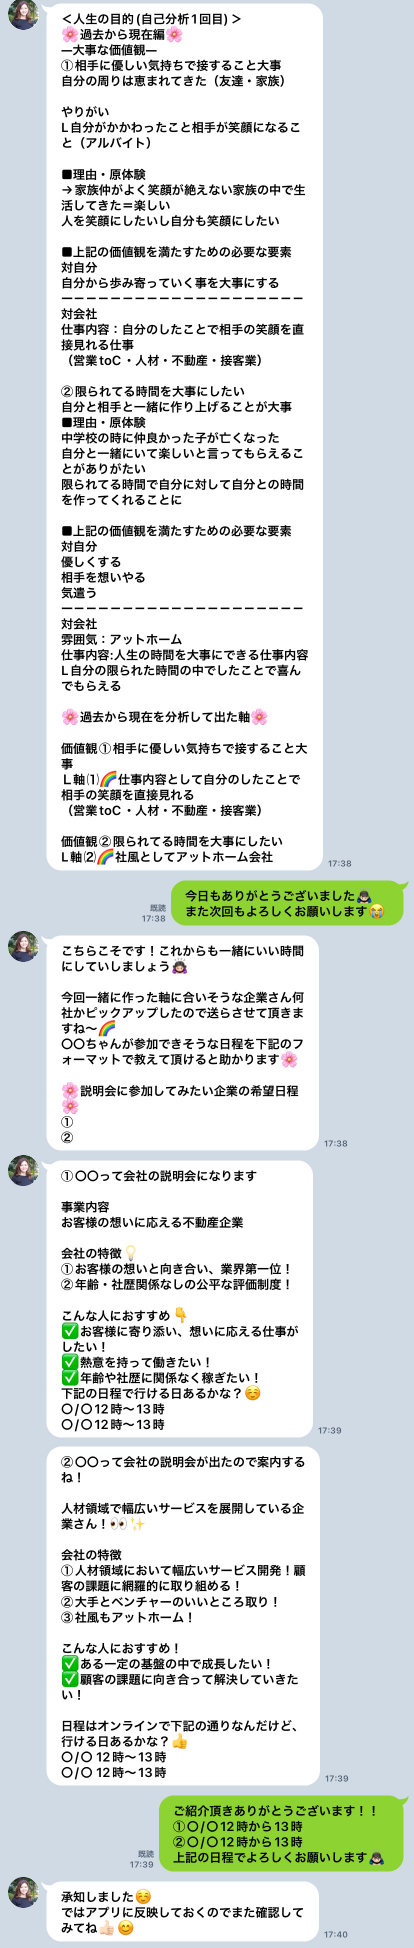 ＜人生の目的(自己分析1回目)＞
🌸過去から現在編🌸
―大事な価値観―
①相手に優しい気持ちで接すること大事
自分の周りは恵まれてきた（友達・家族）
やりがい
L自分がかかわったこと相手が笑顔になるこ
と（アルバイト）
■理由・原体験
→家族仲がよく笑顔が絶えない家族の中で生
活してきた＝楽しい
人を笑顔にしたいし自分も笑顔にしたい
■上記の価値観を満たすための必要な要素
対自分
自分から歩み寄っていく事を大事にする
ーーーーーーーーーーーーーーーーーーーー
対会社
仕事内容：自分のしたことで相手の笑顔を直
接見れる仕事
（営業toC・人材・不動産・接客業）
②限られてる時間を大事にしたい
自分と相手と一緒に作り上げることが大事
■理由・原体験
中学校の時に仲良かった子が亡くなった
自分と一緒にいて楽しいと言ってもらえるこ
とがありがたい
限られてる時間で自分に対して自分との時間
を作ってくれることに
■上記の価値観を満たすための必要な要素
対自分
優しくする
相手を想いやる
気遣う
ーーーーーーーーーーーーーーーーーーーー
対会社
雰囲気：アットホーム
仕事内容:人生の時間を大事にできる仕事内容
L自分の限られた時間の中でしたことで喜ん
でもらえる
🌸過去から現在を分析して出た軸🌸
価値観①相手に優しい気持ちで接すること大
事
Ｌ軸⑴🌈仕事内容として自分のしたことで
相手の笑顔を直接見れる
（営業toC・人材・不動産・接客業）
価値観②限られてる時間を大事にしたい
L軸⑵🌈社風としてアットホーム会社
17:38
今日もありがとうございました🙇🏻‍♀️
また次回もよろしくお願いします😭
既読
17:38
こちらこそです！これからも一緒にいい時間
にしていしましょう🙇🏻‍♀️
今回一緒に作った軸に合いそうな企業さん何
社かピックアップしたので送らさせて頂きま
すね〜🌈
〇〇ちゃんが参加できそうな日程を下記のフ
ォーマットで教えて頂けると助かります🌸
🌸説明会に参加してみたい企業の希望日程
🌸
①
②
17:38
①〇〇って会社の説明会になります
事業内容
お客様の想いに応える不動産企業
会社の特徴💡
①お客様の想いと向き合い、業界第一位！
②年齢・社歴関係なしの公平な評価制度！
こんな人におすすめ👇
✅お客様に寄り添い、想いに応える仕事が
したい！
✅熱意を持って働きたい！
✅年齢や社歴に関係なく稼ぎたい！
下記の日程で行ける日あるかな？☺️
〇/〇12時〜13時
〇/〇12時〜13時
17:39
②〇〇って会社の説明会が出たので案内する
ね！
人材領域で幅広いサービスを展開している企
業さん！👀✨
会社の特徴
①人材領域において幅広いサービス開発！顧
客の課題に網羅的に取り組める！
②大手とベンチャーのいいところ取り！
③社風もアットホーム！
こんな人におすすめ！
✅ある一定の基盤の中で成長したい！
✅顧客の課題に向き合って解決していきた
い！
日程はオンラインで下記の通りなんだけど、
行ける日あるかな？👍
〇/〇 12時〜13時
〇/〇 12時〜13時
17:39
ご紹介頂きありがとうございます！！
①〇/〇12時から13時
②〇/〇12時から13時
上記の日程でよろしくお願いします🙇🏻‍♀️
既読
17:39
承知しました☺️
ではアプリに反映しておくのでまた確認して
みてね👍🏻😊
17:40